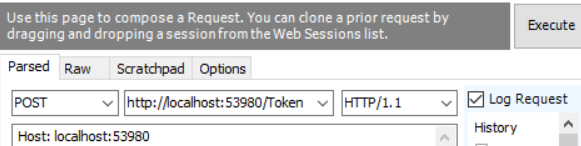 Use this page to compose a Request. You can clone a prior request by
dragging and dropping a session from the Web Sessions list.
Execute
Parsed Raw Scratchpad Options
POST http://localhost:53980/Token HTTP/1.1 Log Request
Host: localhost:53980 History